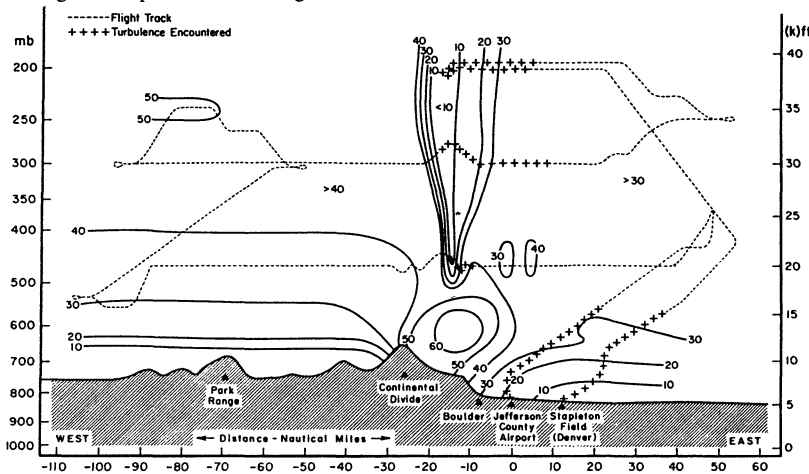 Flight Track
++++ Turbulence Encountered
mb
(k)ft
200
250
300
350
400
500
600
700
800
900
1000
40
35
30
25
20
15
10
5
0
40
30
20
10
10
20
30
<10
50
50
>40
>30
40
30
40
30
20
10
60
50
50
40
30
20
10
30
20
10
Park
Range
Continental
Divide
Boulder
Jefferson
County
Airport
Stapleton
Field
(Denver)
WEST
Distance - Nautical Miles
EAST
-110 -100 -90 -80 -70 -60 -50 -40 -30 -20 -10 0 10 20 30 40 50 60